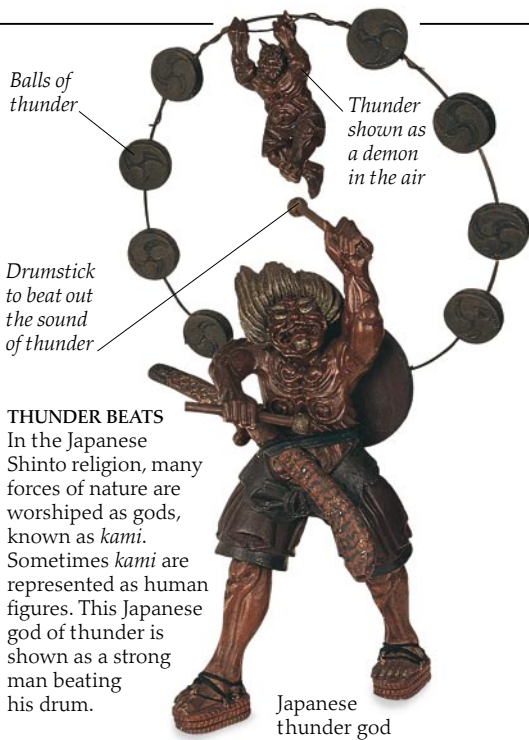 Balls of
thunder
Thunder
shown as
a demon
in the air
Drumstick
to beat out
the sound
of thunder
THUNDER BEATS
In the Japanese
Shinto religion, many
forces of nature are
worshiped as gods,
known as kami.
Sometimes kami are
represented as human
figures. This Japanese
god of thunder is
shown as a strong
man beating
his drum.
Japanese
thunder god